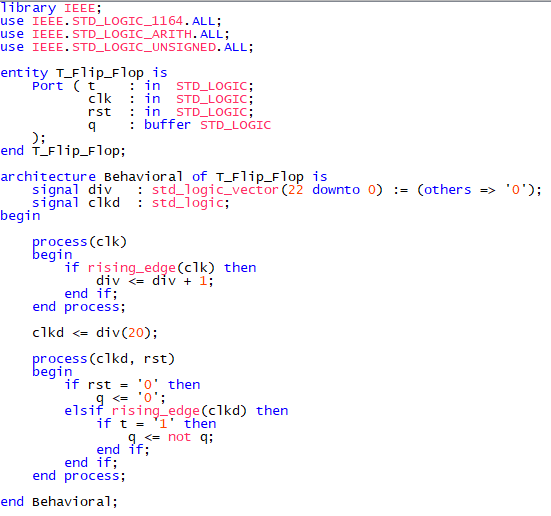 library IEEE;
use IEEE.STD_LOGIC_1164.ALL;
use IEEE.STD_LOGIC_ARITH.ALL;
use IEEE.STD_LOGIC_UNSIGNED.ALL;

entity T_Flip_Flop is
    Port ( t    : in  STD_LOGIC;
           clk  : in  STD_LOGIC;
           rst  : in  STD_LOGIC;
           q    : buffer STD_LOGIC
    );
end T_Flip_Flop;

architecture Behavioral of T_Flip_Flop is
    signal div   : std_logic_vector(22 downto 0) := (others => '0');
    signal clkd  : std_logic;
begin

    process(clk)
    begin
        if rising_edge(clk) then
            div <= div + 1;
        end if;
    end process;

    clkd <= div(20);

    process(clkd, rst)
    begin
        if rst = '0' then
            q <= '0';
        elsif rising_edge(clkd) then
            if t = '1' then
                q <= not q;
            end if;
        end if;
    end process;

end Behavioral;